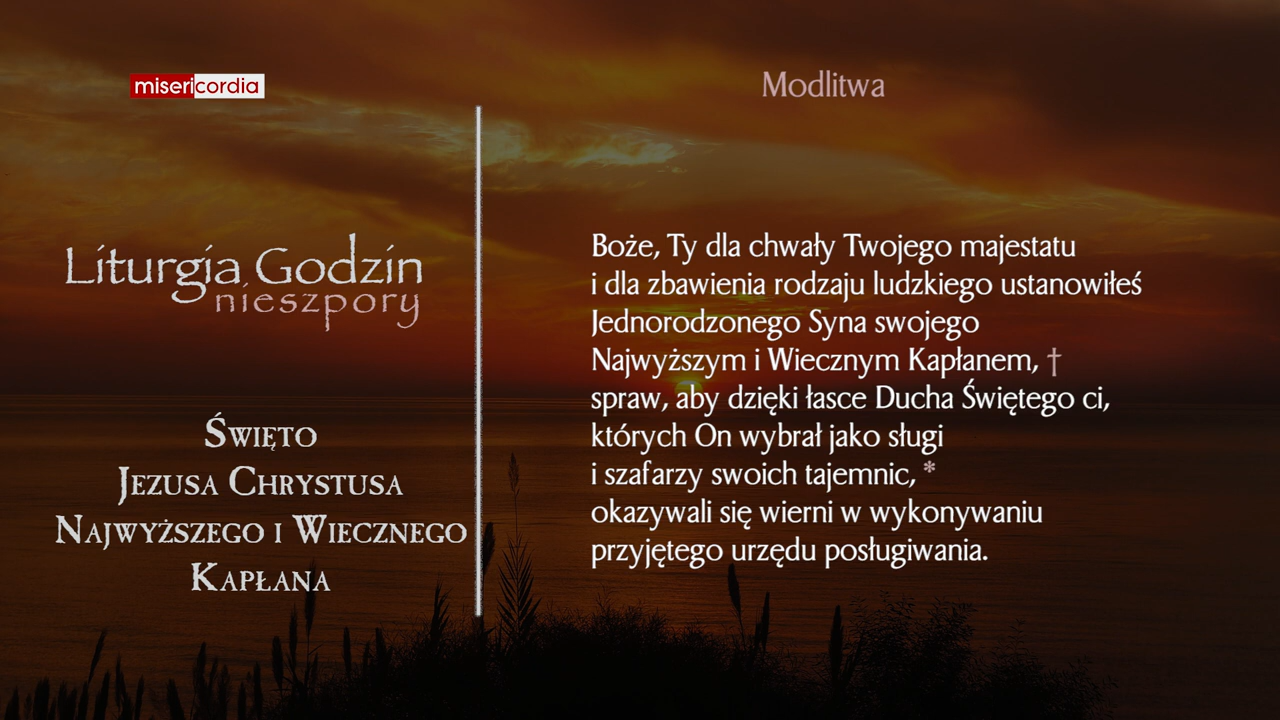 misericordia
Liturgia Godzin
nieszpory
Święto
Jezusa Chrystusa
Najwyższego i Wiecznego
Kapłana
Modlitwa
Boże, Ty dla chwały Twojego majestatu
i dla zbawienia rodzaju ludzkiego ustanowiłeś
Jednorodzonego Syna swojego
Najwyższym i Wiecznym Kapłanem, †
spraw, aby dzięki łasce Ducha Świętego ci,
których On wybrał jako sługi
i szafarzy swoich tajemnic, *
okazywali się wierni w wykonywaniu
przyjętego urzędu posługiwania.